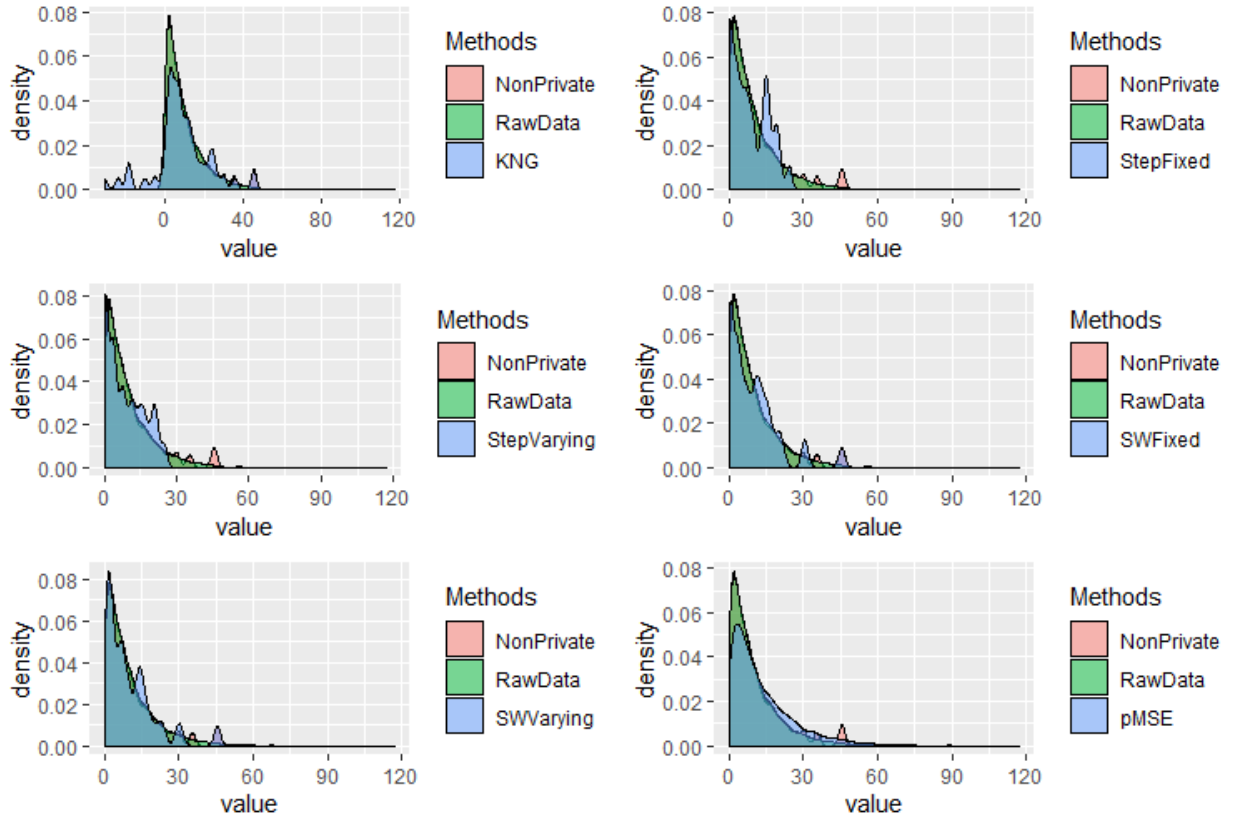 density
0.08
0.06
0.04
0.02
0.00
0 40 80 120
value
Methods
NonPrivate
RawData
KNG
density
0.08
0.06
0.04
0.02
0.00
0 30 60 90 120
value
Methods
NonPrivate
RawData
StepFixed
density
0.08
0.06
0.04
0.02
0.00
0 30 60 90 120
value
Methods
NonPrivate
RawData
StepVarying
density
0.08
0.06
0.04
0.02
0.00
0 30 60 90 120
value
Methods
NonPrivate
RawData
SWFixed
density
0.08
0.06
0.04
0.02
0.00
0 30 60 90 120
value
Methods
NonPrivate
RawData
SWVarying
density
0.08
0.06
0.04
0.02
0.00
0 30 60 90 120
value
Methods
NonPrivate
RawData
pMSE